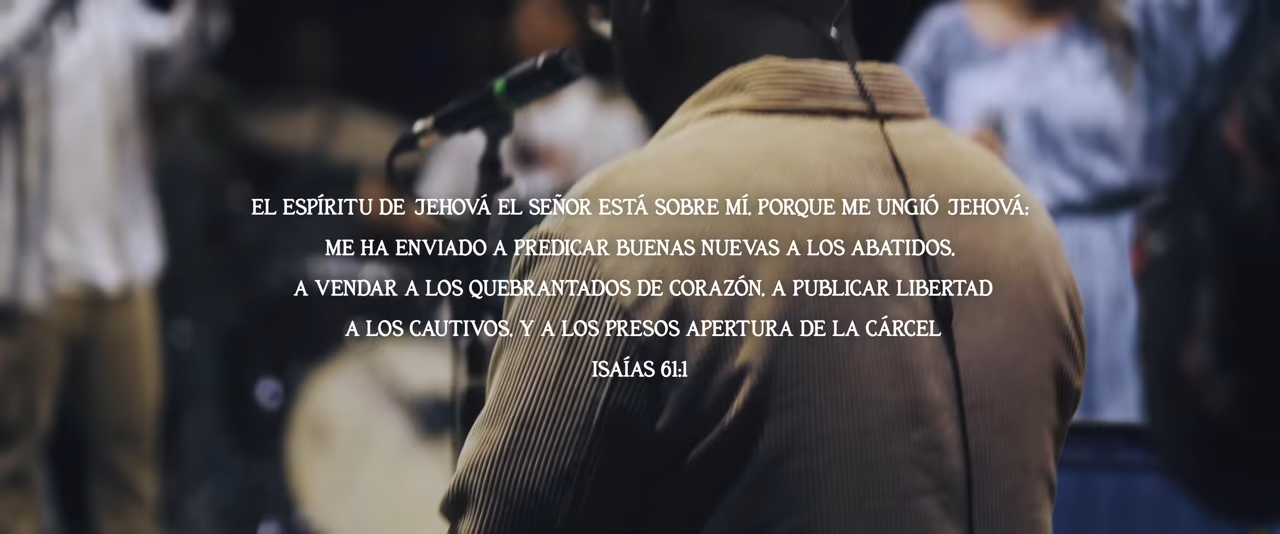 EL ESPÍRITU DE JEHOVÁ EL SEÑOR ESTÁ SOBRE MÍ, PORQUE ME UNGIÓ JEHOVÁ;
ME HA ENVIADO A PREDICAR BUENAS NUEVAS A LOS ABATIDOS,
A VENDAR A LOS QUEBRANTADOS DE CORAZÓN, A PUBLICAR LIBERTAD
A LOS CAUTIVOS, Y A LOS PRESOS APERTURA DE LA CÁRCEL
ISAÍAS 61:1